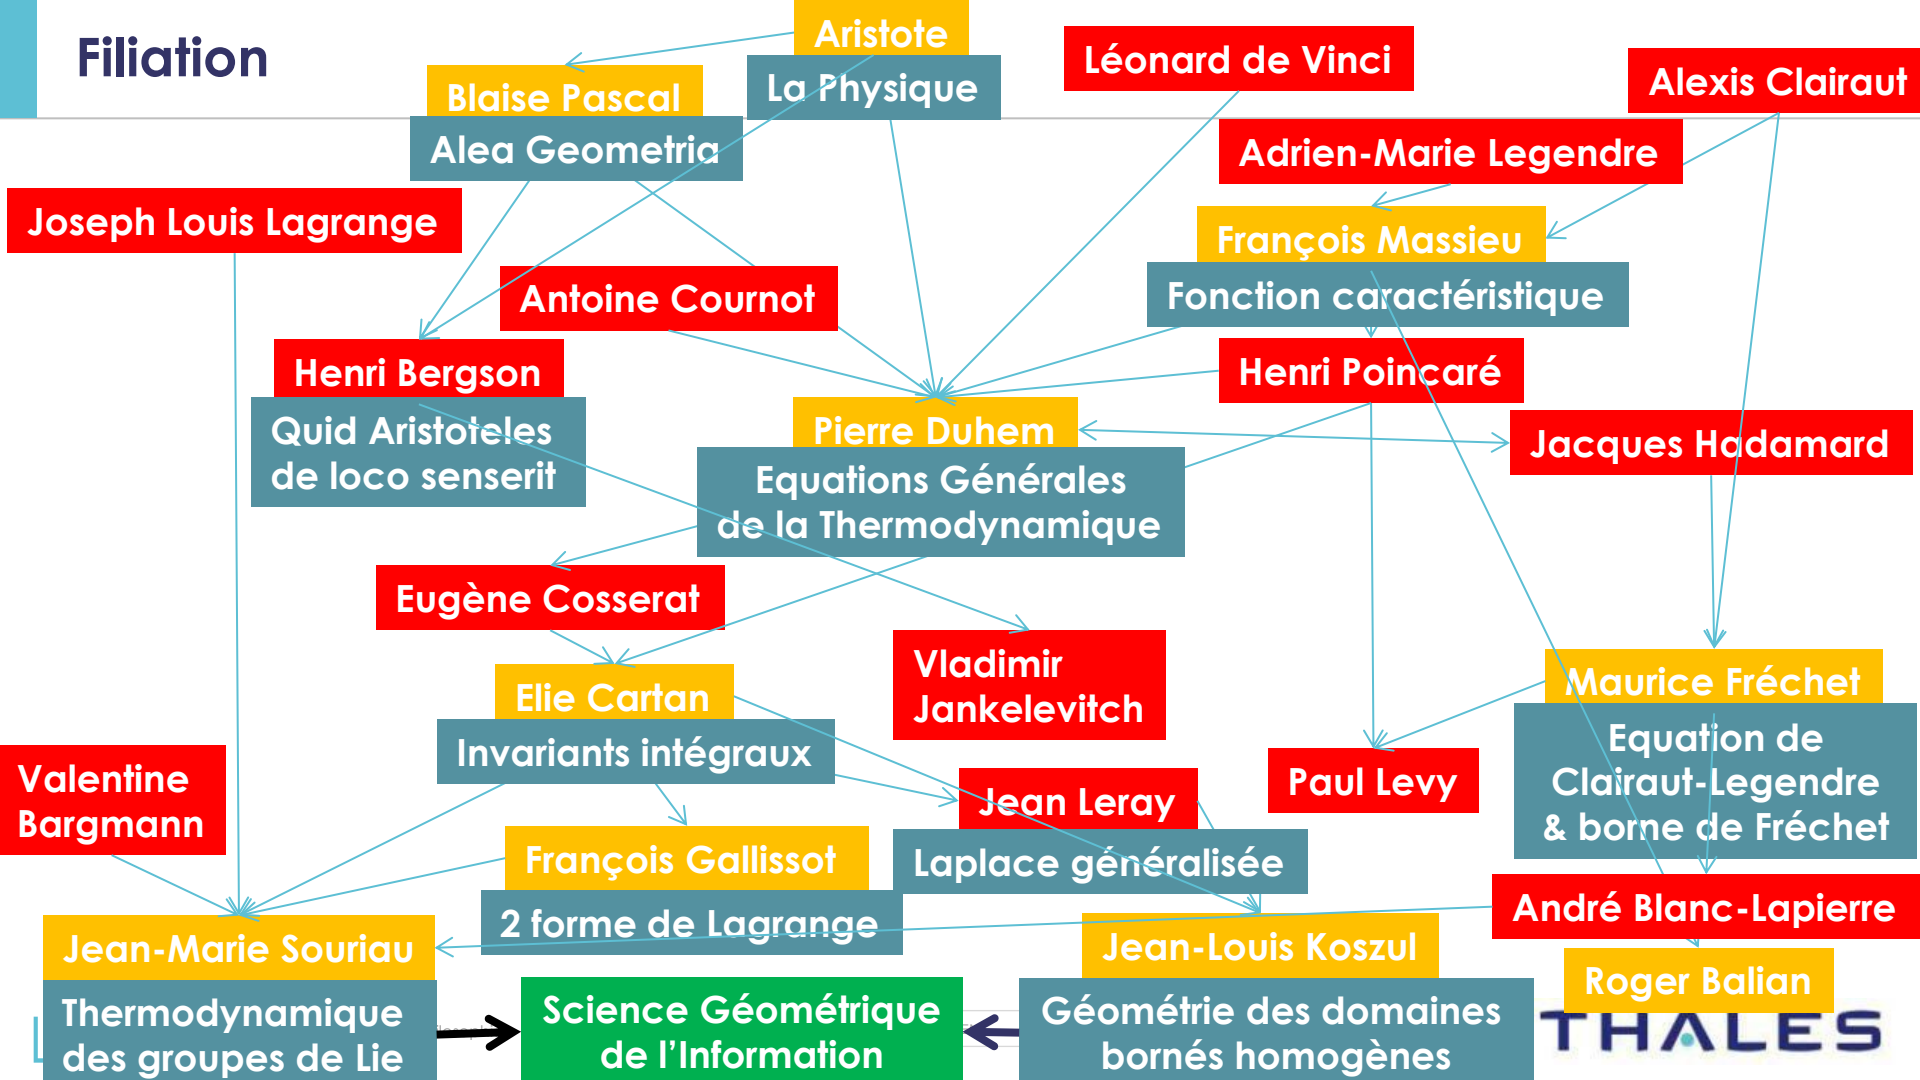 Filiation
Aristote
La Physique
Blaise Pascal
Alea Geometria
Léonard de Vinci
Alexis Clairaut
Adrien-Marie Legendre
Joseph Louis Lagrange
François Massieu
Fonction caractéristique
Antoine Cournot
Henri Bergson
Quid Aristoteles
de loco senserit
Henri Poincaré
Pierre Duhem
Equations Générales
de la Thermodynamique
Jacques Hadamard
Eugène Cosserat
Vladimir
Jankelevitch
Elie Cartan
Invariants intégraux
Maurice Fréchet
Equation de
Clairaut-Legendre
& borne de Fréchet
Valentine
Bargmann
Jean Leray
Laplace généralisée
Paul Levy
François Gallissot
2 forme de Lagrange
André Blanc-Lapierre
Jean-Marie Souriau
Thermodynamique
des groupes de Lie
Jean-Louis Koszul
Géométrie des domaines
bornés homogènes
Roger Balian
Science Géométrique
de l'Information
THALES